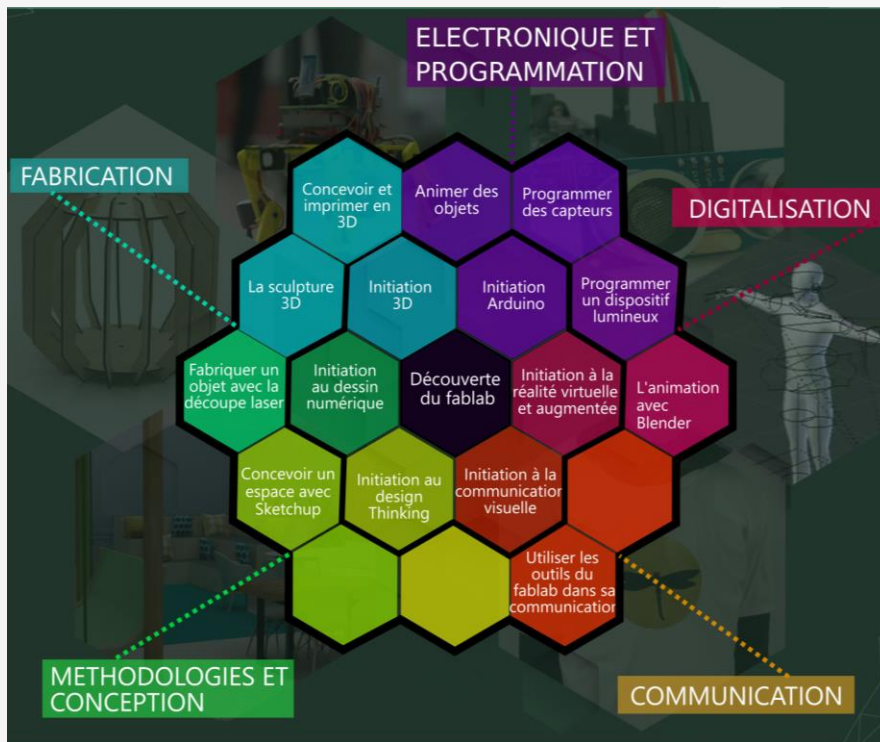 ELECTRONIQUE ET
PROGRAMMATION
FABRICATION
DIGITALISATION
Concevoir et
imprimer en
3D
Animer des
objets
Programmer
des capteurs
La sculpture
3D
Initiation
3D
Initiation
Arduino
Programmer
un dispositif
lumineux
Fabriquer un
objet avec la
découpe laser
Initiation
au dessin
numérique
Découverte
du fablab
Initiation à la
réalité virtuelle
et augmentée
L'animation
avec
Blender
Concevoir un
espace avec
Sketchup
Initiation au
design
Thinking
Initiation à la
communication
visuelle
Utiliser les
outils du
fablab dans sa
communication
METHODOLOGIES ET
CONCEPTION
COMMUNICATION